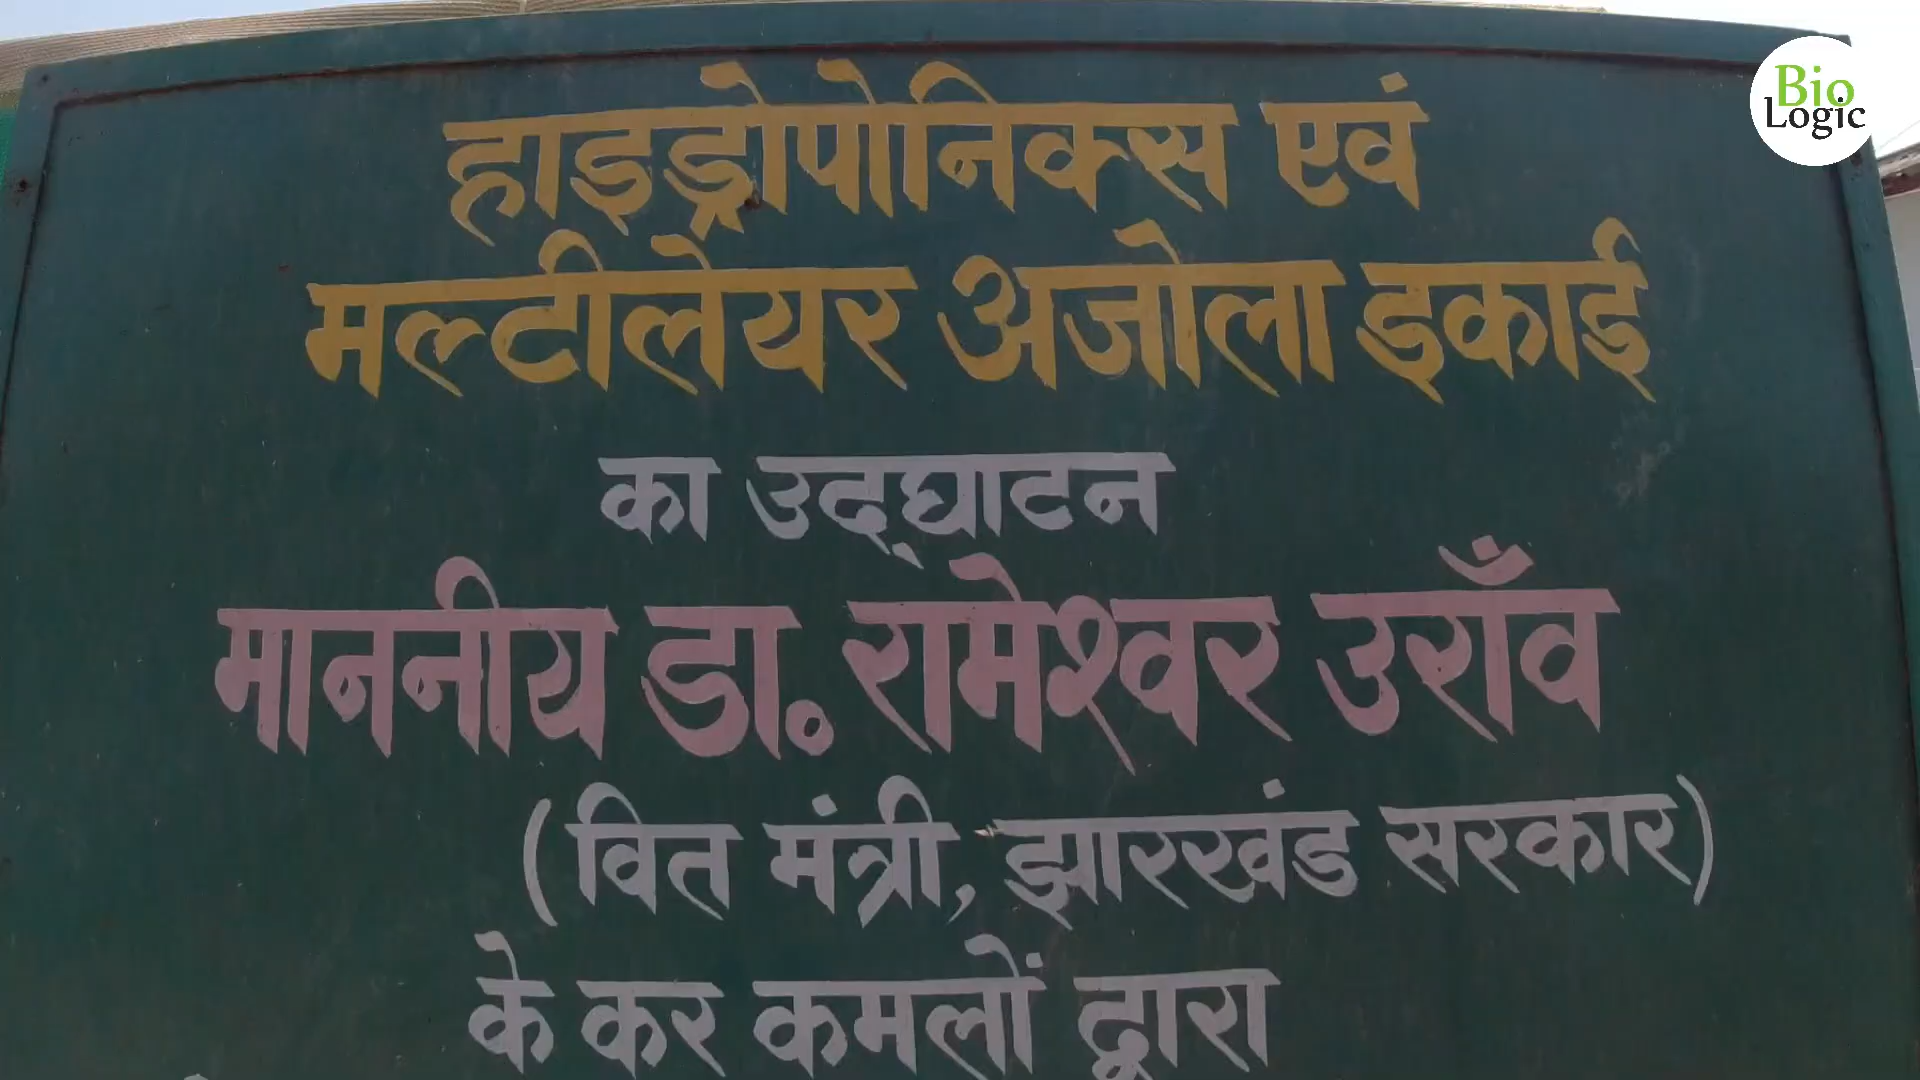 Bio
Logic
हाइड्रोपोनिक्स एवं
मल्टीलेयर अजोला इकाई
का उद्घाटन
माननीय डा. रामेश्वर उराँव
(वित मंत्री, झारखंड सरकार)
के कर कमलों द्वारा